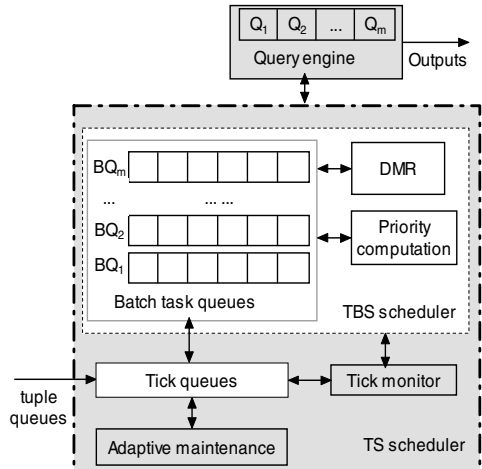 Q1 Q2 ... Qm
Query engine
Outputs
BQm
DMR
... ... ...
BQ2
Priority
computation
BQ1
Batch task queues
TBS scheduler
tuple
queues
Tick queues
Tick monitor
Adaptive maintenance
TS scheduler